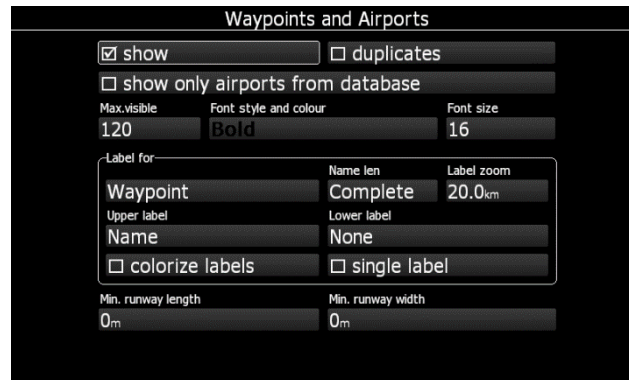 Waypoints and Airports
show
duplicates
show only airports from database
Max.visible
Font style and colour
Font size
120
Bold
16
Label for
Name len
Label zoom
Waypoint
Complete
20.0km
Upper label
Lower label
Name
None
colorize labels
single label
Min. runway length
Min. runway width
0m
0m